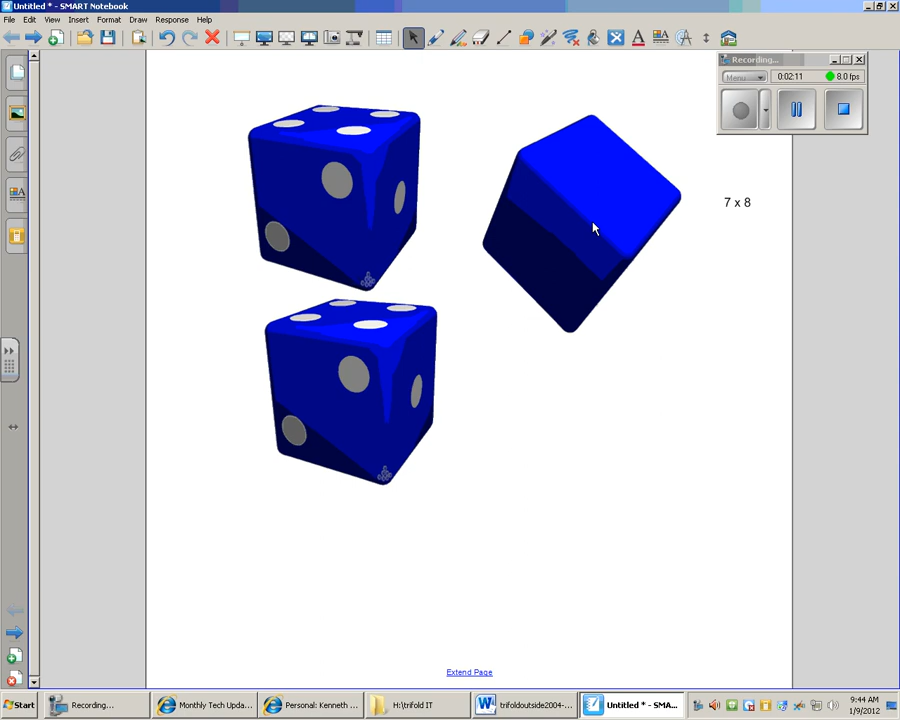 Untitled * - SMART Notebook
File Edit View Insert Format Draw Response Help
Recording...
Menu 0:02:11 8.0 fps
7 x 8
Extend Page
Start Recording... Monthly Tech Upda... Personal: Kenneth ... H:\trifold IT trifoldoutside2004-... Untitled * - SMA...
9:44 AM
1/9/2012